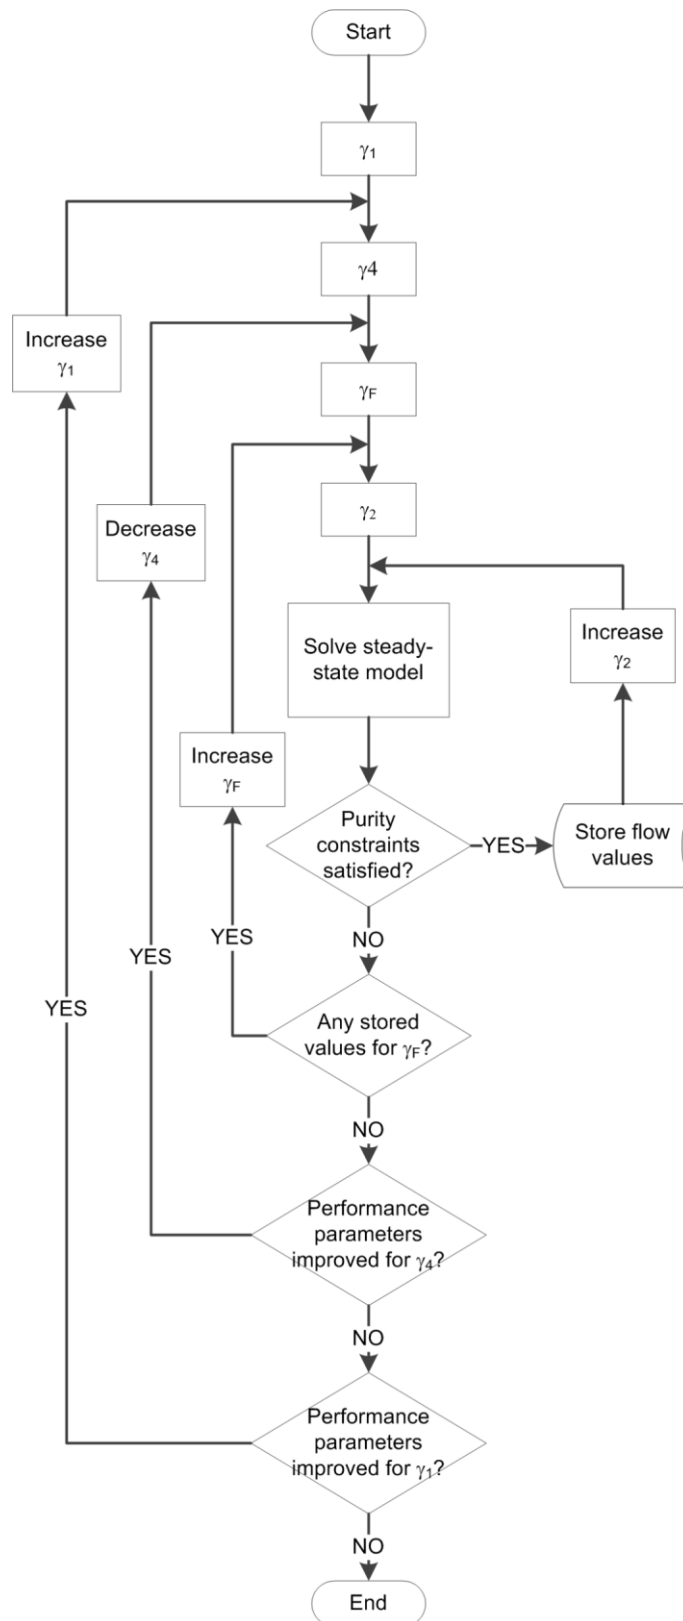 Start
γ₁
γ4
Increase
γ₁
γF
Decrease
γ₄
γ₂
Solve steady-
state model
Increase
γ₂
Increase
γF
Purity
constraints
satisfied?
YES
Store flow
values
NO
YES
YES
YES
Any stored
values for γF?
NO
Performance
parameters
improved for γ₄?
NO
Performance
parameters
improved for γ₁?
NO
End